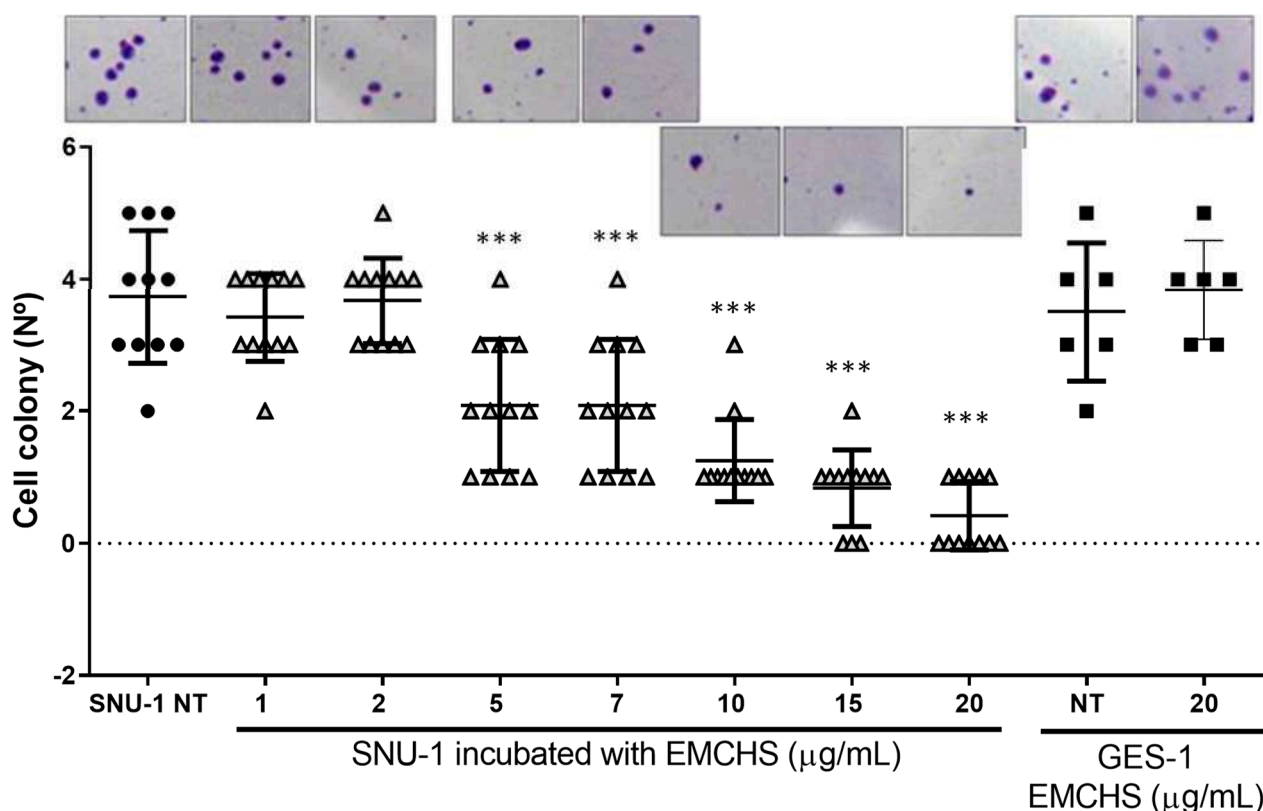 6
*** ***
4
***
***
***
2
0
-2
Cell colony (Nº)
SNU-1 NT 1 2 5 7 10 15 20 NT 20
SNU-1 incubated with EMCHS (μg/mL)
GES-1
EMCHS (μg/mL)